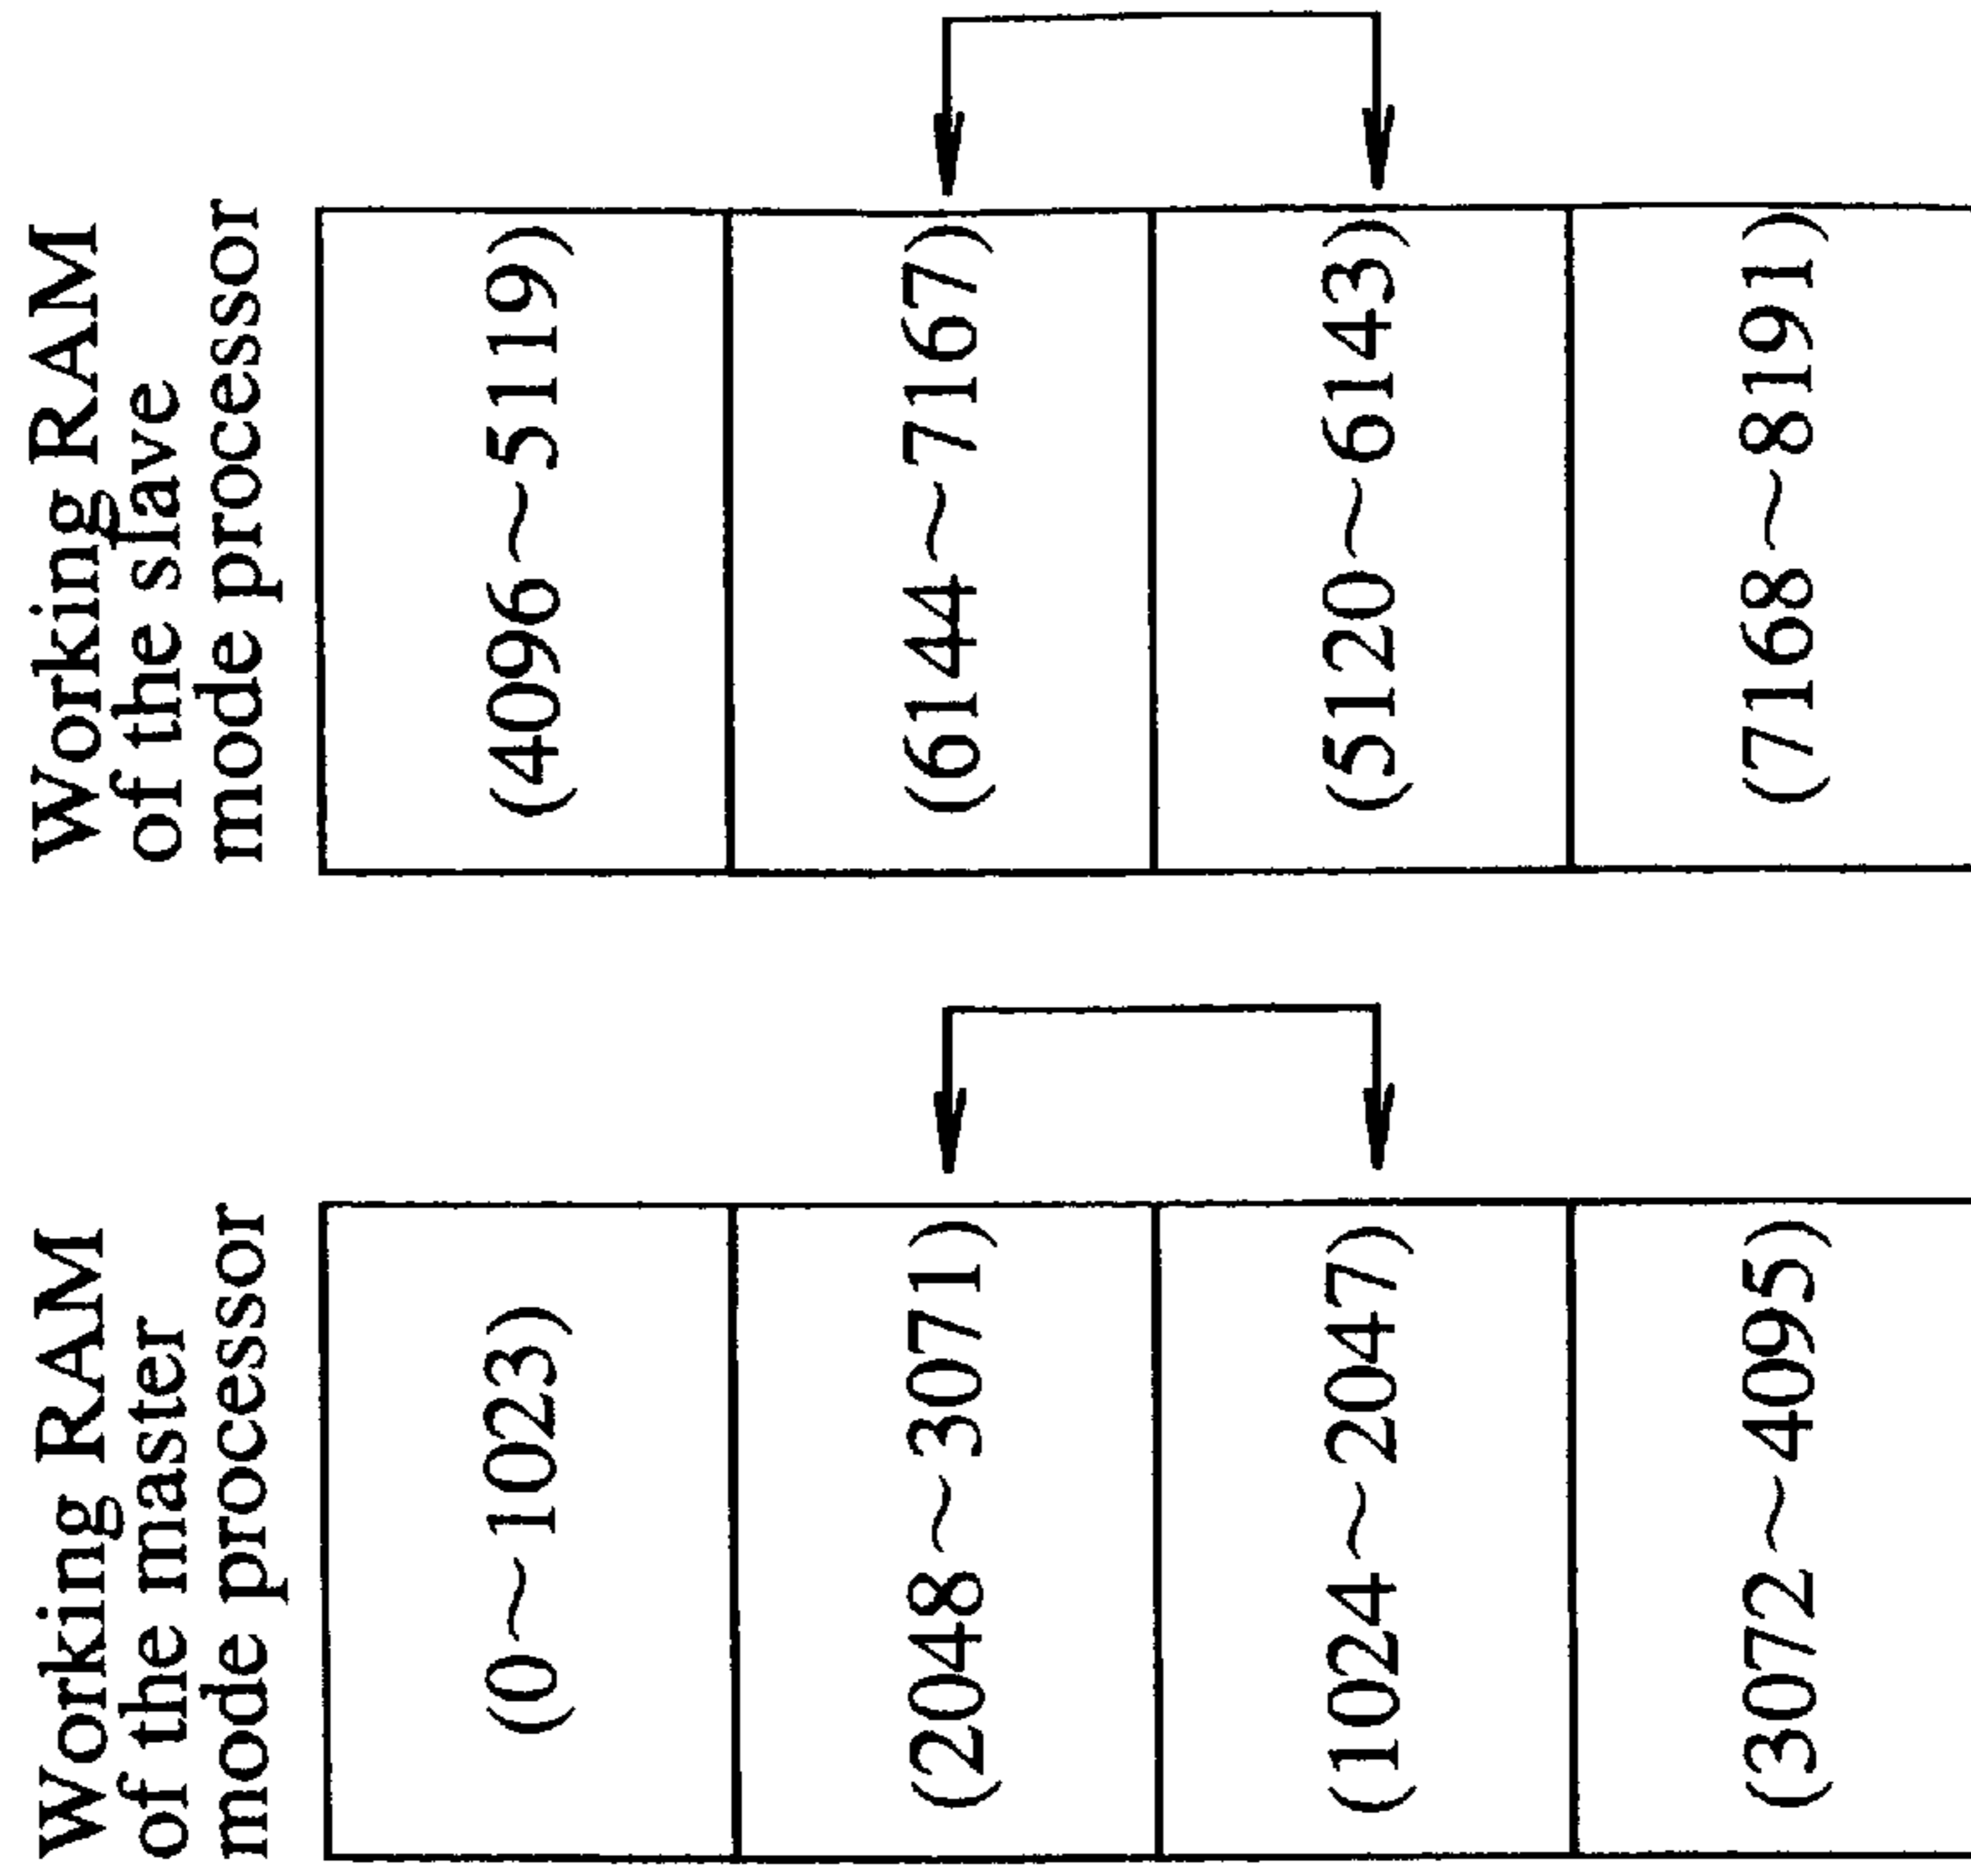 Working RAM
of the master
mode processor
(0~1023)
(2048~3071)
(1024~2047)
(3072~4095)
Working RAM
of the slave
mode processor
(4096~5119)
(6144~7167)
(5120~6143)
(7168~8191)